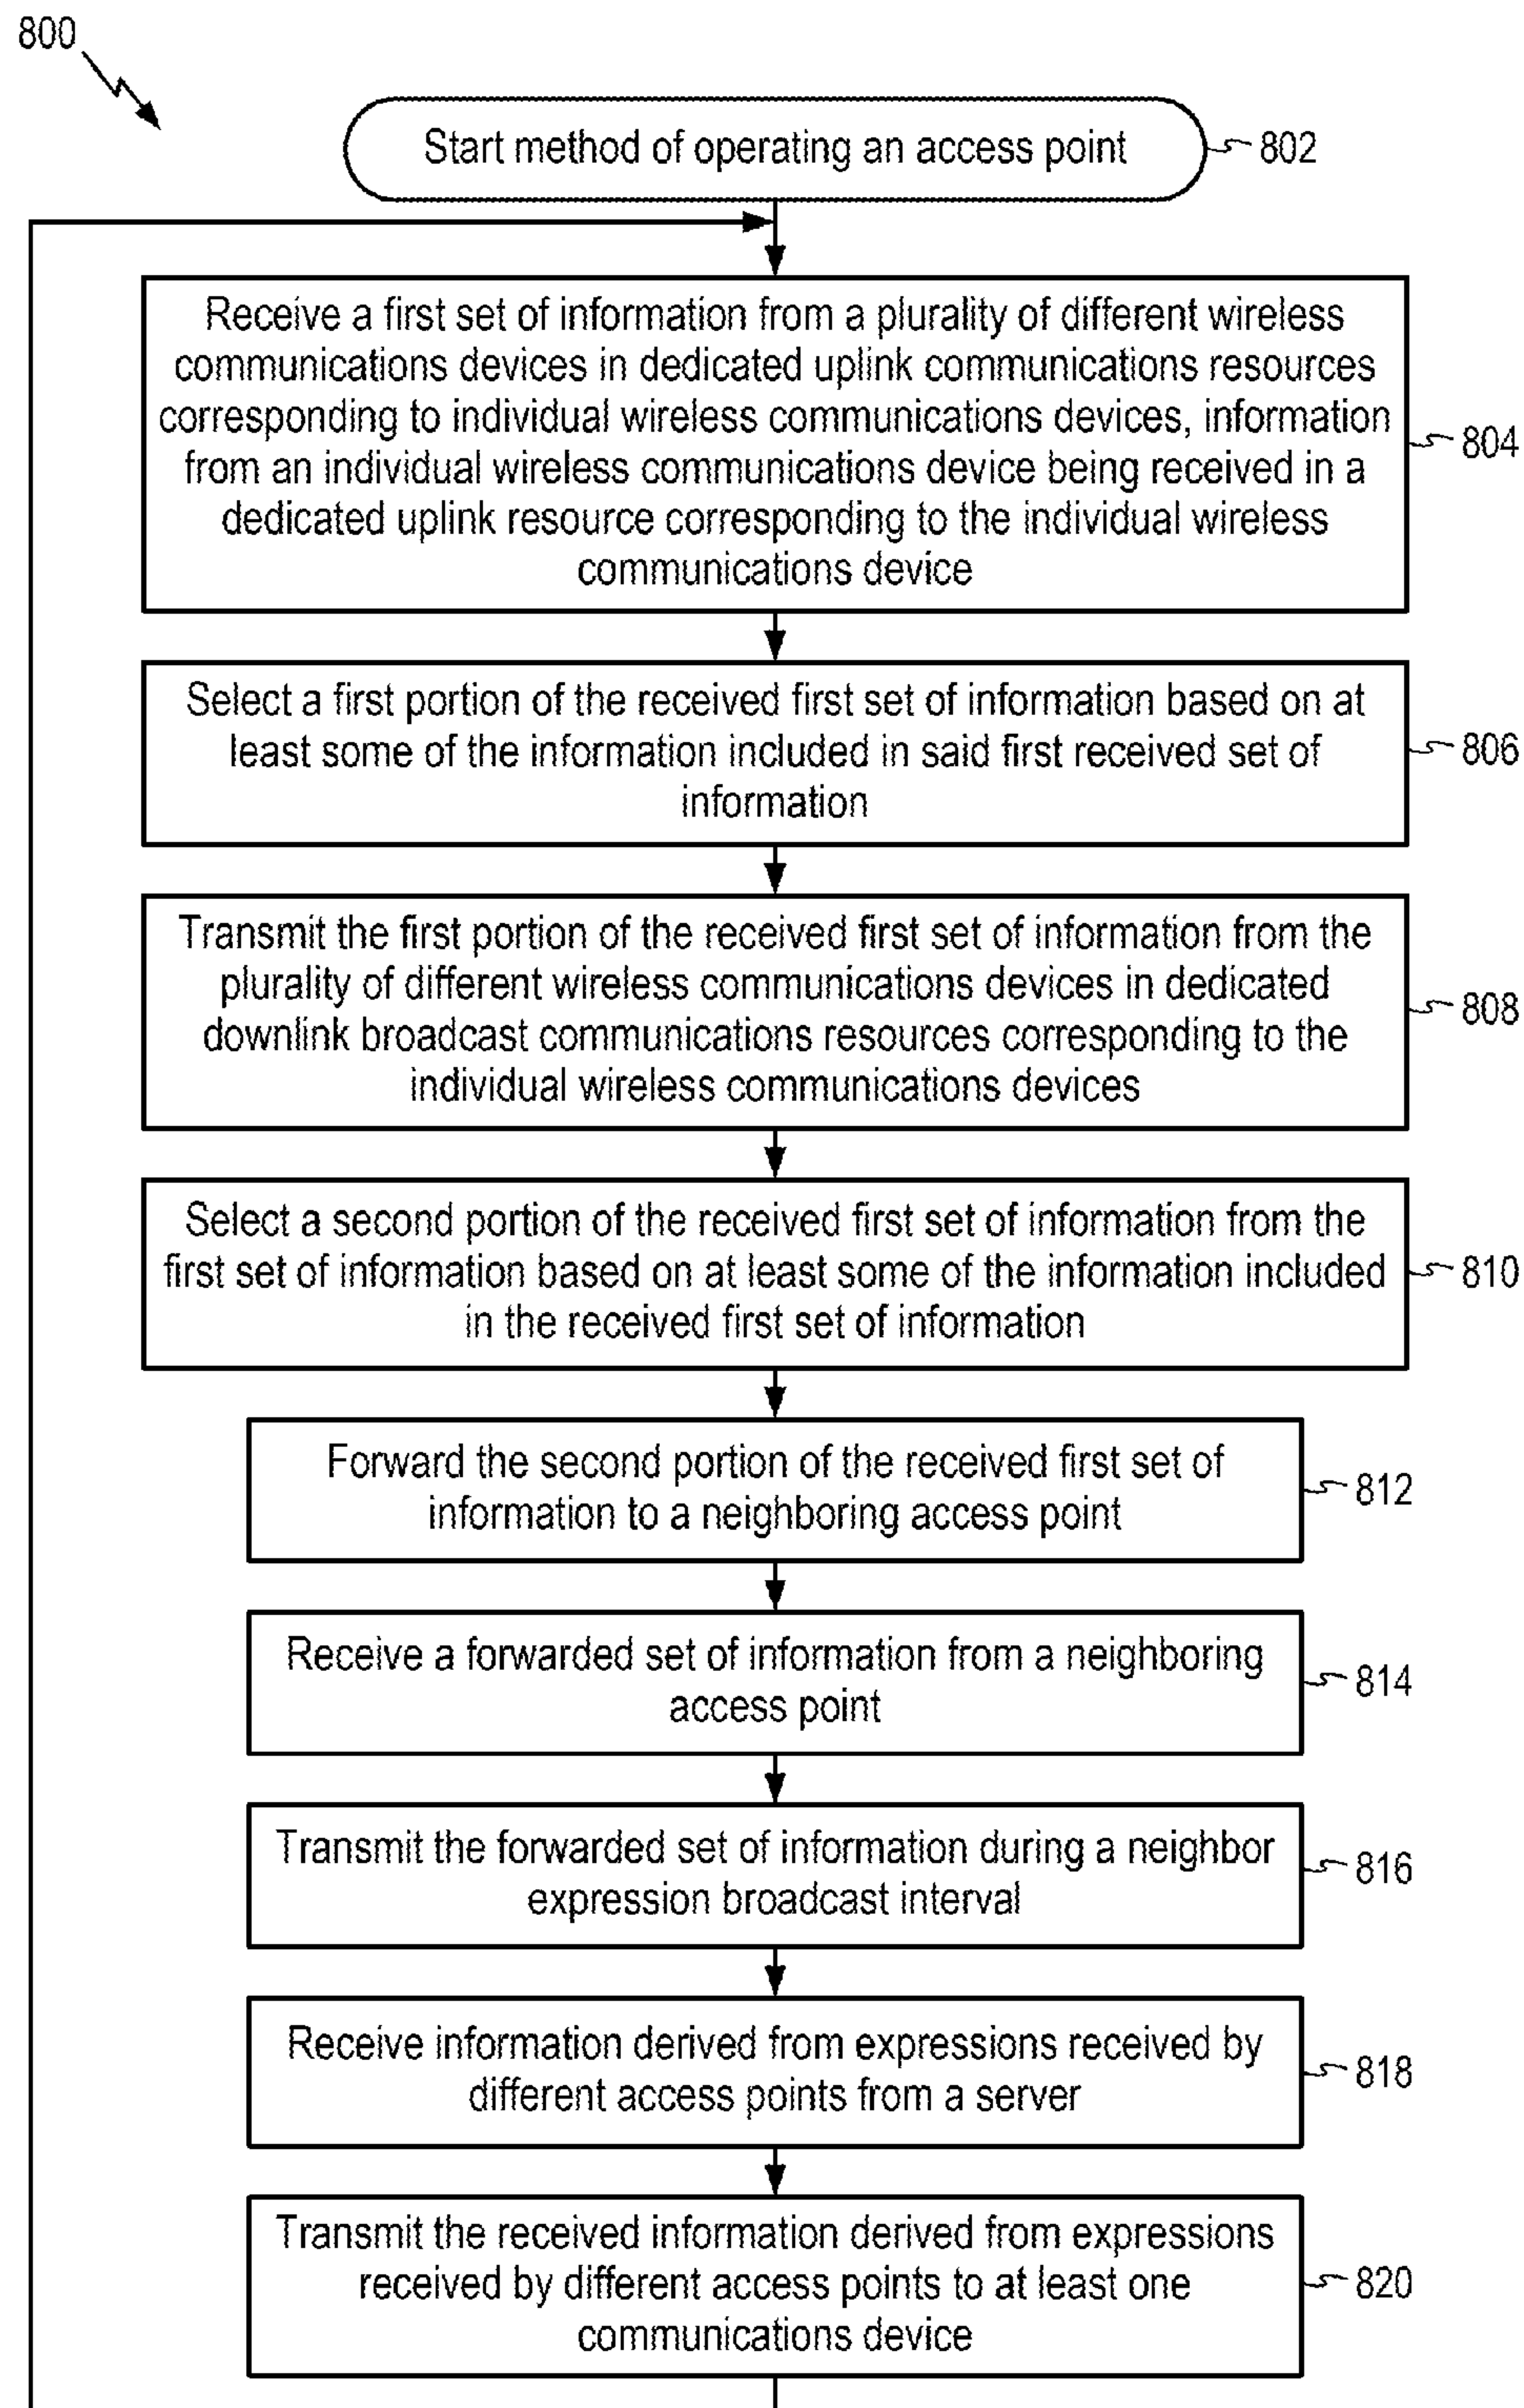 800
Start method of operating an access point
802
Receive a first set of information from a plurality of different wireless
communications devices in dedicated uplink communications resources
corresponding to individual wireless communications devices, information
from an individual wireless communications device being received in a
dedicated uplink resource corresponding to the individual wireless
communications device
804
Select a first portion of the received first set of information based on at
least some of the information included in said first received set of
information
806
Transmit the first portion of the received first set of information from the
plurality of different wireless communications devices in dedicated
downlink broadcast communications resources corresponding to the
individual wireless communications devices
808
Select a second portion of the received first set of information from the
first set of information based on at least some of the information included
in the received first set of information
810
Forward the second portion of the received first set of
information to a neighboring access point
812
Receive a forwarded set of information from a neighboring
access point
814
Transmit the forwarded set of information during a neighbor
expression broadcast interval
816
Receive information derived from expressions received by
different access points from a server
818
Transmit the received information derived from expressions
received by different access points to at least one
communications device
820